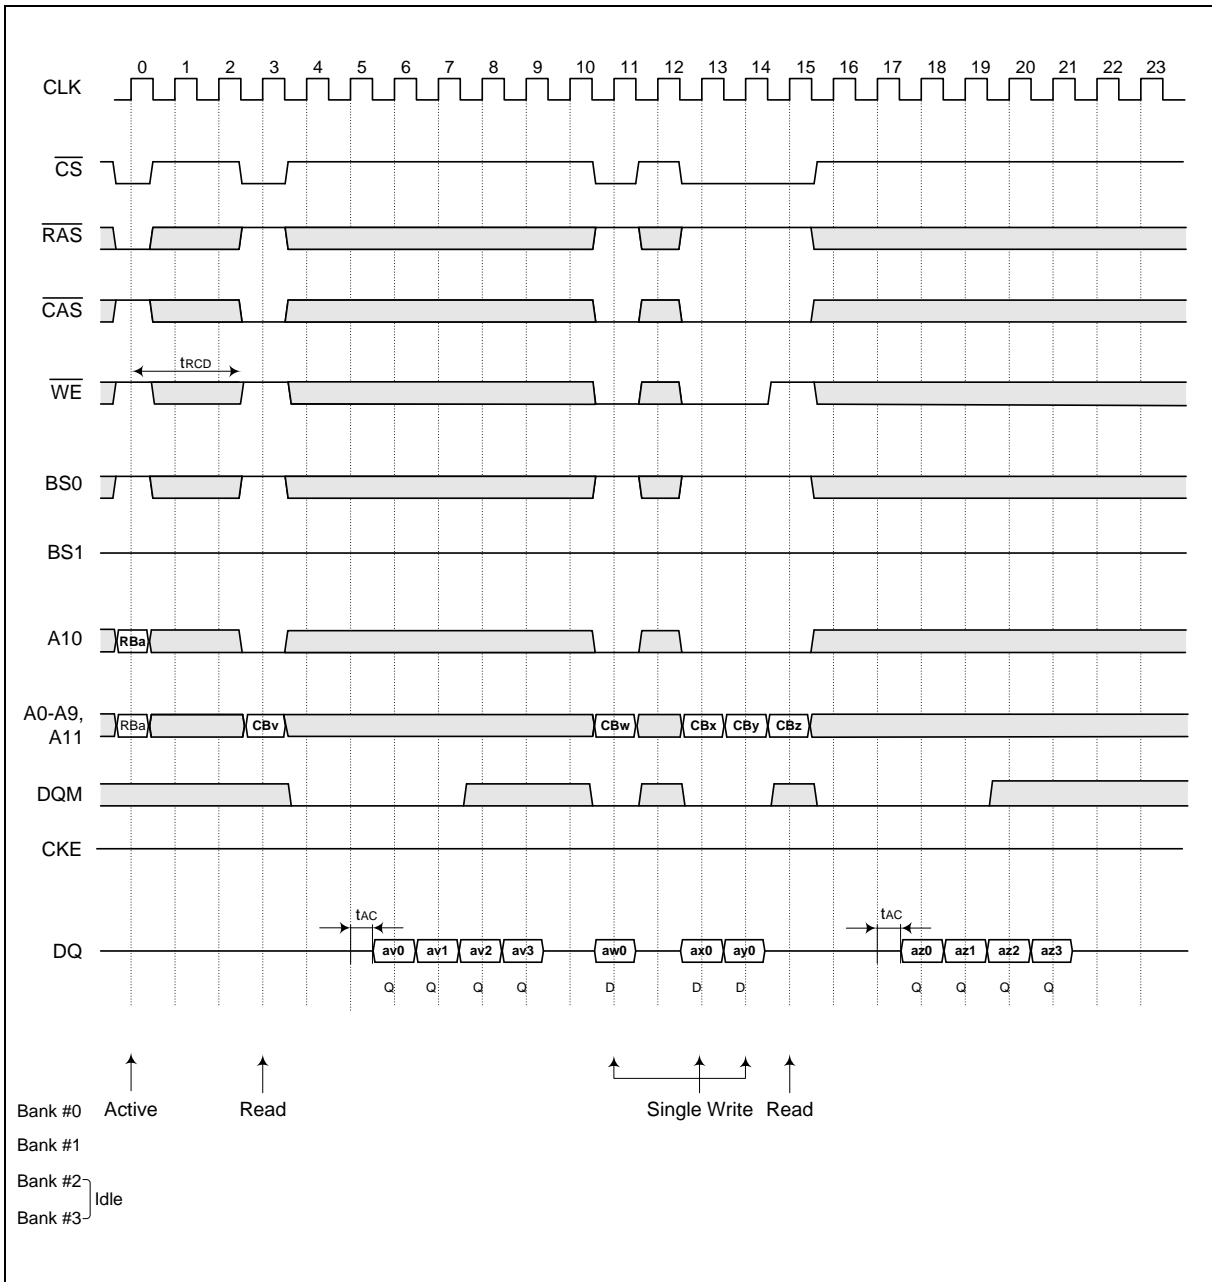 0 1 2 3 4 5 6 7 8 9 10 11 12 13 14 15 16 17 18 19 20 21 22 23
CLK
CS
RAS
CAS
tRCD
WE
BS0
BS1
A10 RBa
A0-A9,
A11
RBa CBv CBw CBx CBy CBz
DQM
CKE
tAC tAC
DQ av0 av1 av2 av3 aw0 ax0 ay0 az0 az1 az2 az3
Q Q Q Q D D D Q Q Q Q
Bank #0 Active Read Single Write Read
Bank #1
Bank #2
Idle
Bank #3